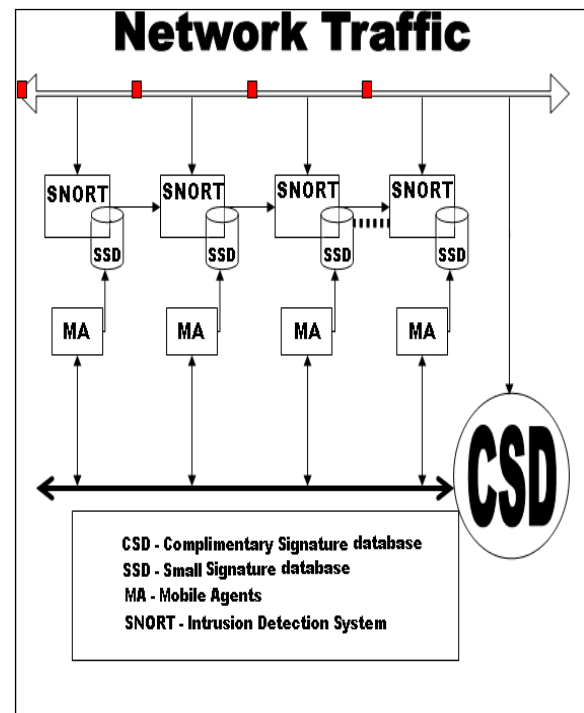 Network Traffic
SNORT SNORT SNORT SNORT
SSD SSD SSD SSD
MA MA MA MA
CSD
CSD - Complimentary Signature database
SSD - Small Signature database
MA - Mobile Agents
SNORT - Intrusion Detection System